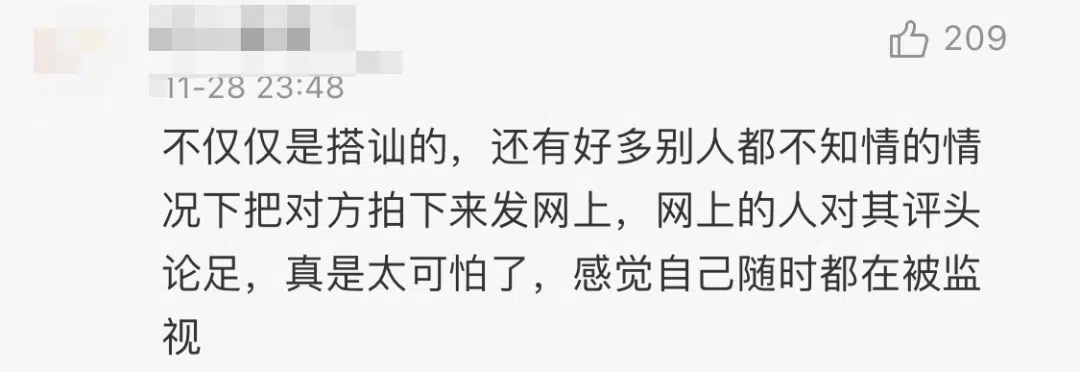 209
11-28 23:48
不仅仅是搭讪的，还有好多别人都不知情的情
况下把对方拍下来发网上，网上的人对其评头
论足，真是太可怕了，感觉自己随时都在被监
视